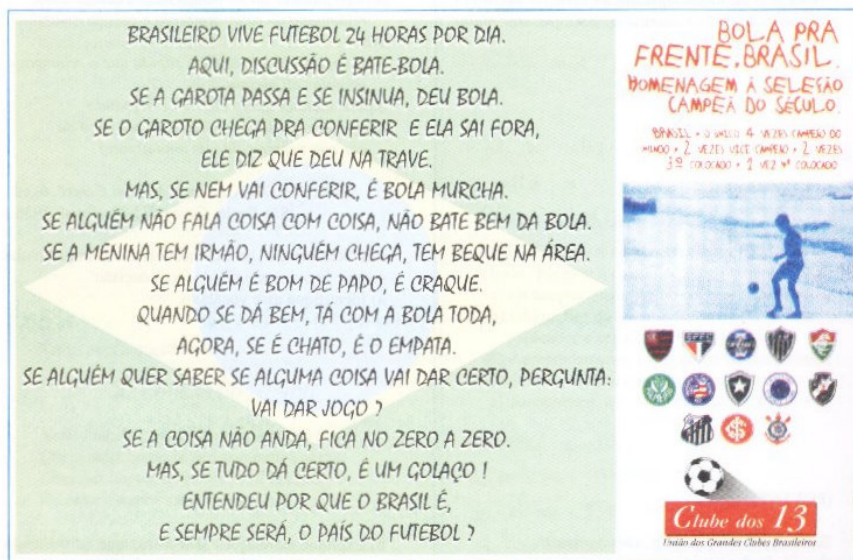 BRASILEIRO VIVE FUTEBOL 24 HORAS POR DIA.
AQUI, DISCUSSÃO É BATE-BOLA.
SE A GAROTA PASSA E SE INSINUA, DEU BOLA.
SE O GAROTO CHEGA PRA CONFERIR E ELA SAI FORA,
ELE DIZ QUE DEU NA TRAVE.
MAS, SE NEM VAI CONFERIR, É BOLA MURCHA.
SE ALGUÉM NÃO FALA COISA COM COISA, NÃO BATE BEM DA BOLA.
SE A MENINA TEM IRMÃO, NINGUÉM CHEGA, TEM BEQUE NA ÁREA.
SE ALGUÉM É BOM DE PAPO, É CRAQUE.
QUANDO SE DÁ BEM, TÁ COM A BOLA TODA,
AGORA, SE É CHATO, É O EMPATA.
SE ALGUÉM QUER SABER SE ALGUMA COISA VAI DAR CERTO, PERGUNTA:
VAI DAR JOGO ?
SE A COISA NÃO ANDA, FICA NO ZERO A ZERO.
MAS, SE TUDO DÁ CERTO, É UM GOLAÇO !
ENTENDEU POR QUE O BRASIL É,
E SEMPRE SERÁ, O PAÍS DO FUTEBOL ?
BOLA PRA
FRENTE, BRASIL.
HOMENAGEM À SELEÇÃO
CAMPEÃ DO SÉCULO.
BRASIL • O ÚNICO 4 VEZES CAMPEÃO DO
MUNDO • 2 VEZES VICE CAMPEÃO • 2 VEZES
3º COLOCADO • 1 VEZ 4º COLOCADO
SPFC
Clube dos 13
União dos Grandes Clubes Brasileiros